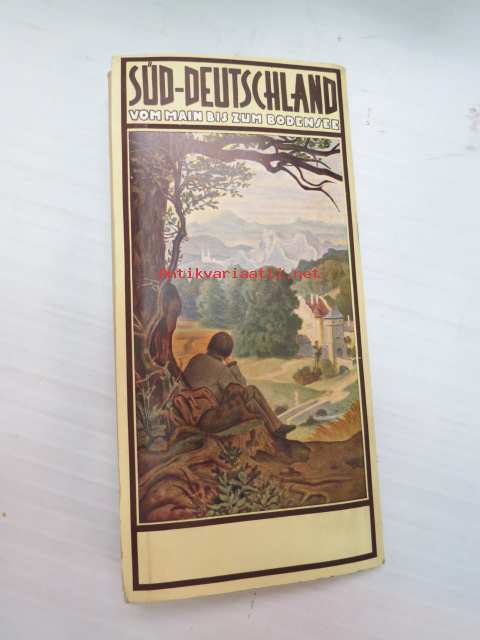 SÜD-DEUTSCHLAND
VOM MAIN BIS ZUM BODENSEE
Antikvariaatti.net